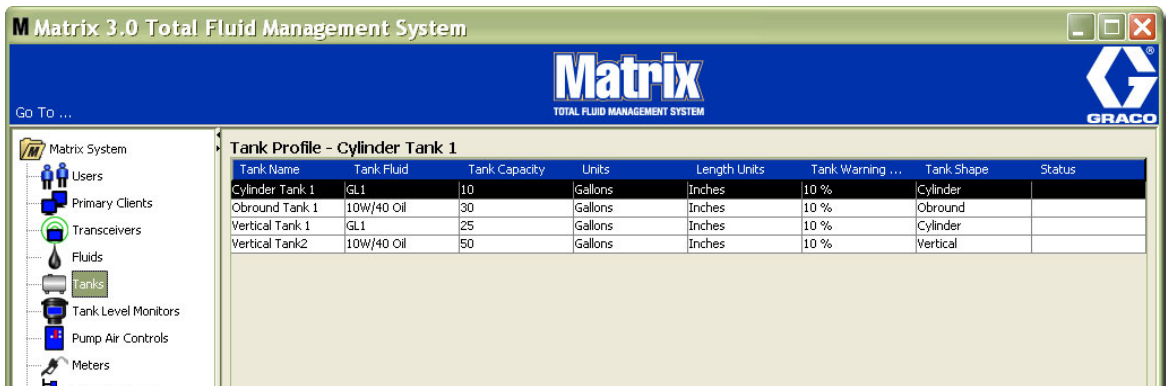 M Matrix 3.0 Total Fluid Management System
Matrix
TOTAL FLUID MANAGEMENT SYSTEM
GRACO
®
Go To ...
Matrix System
Users
Primary Clients
Transceivers
Fluids
Tanks
Tank Level Monitors
Pump Air Controls
Meters
Tank Profile - Cylinder Tank 1
Tank Name Tank Fluid Tank Capacity Units Length Units Tank Warning ... Tank Shape Status
Cylinder Tank 1 GL1 10 Gallons Inches 10 % Cylinder
Obround Tank 1 10W/40 Oil 30 Gallons Inches 10 % Obround
Vertical Tank 1 GL1 25 Gallons Inches 10 % Cylinder
Vertical Tank2 10W/40 Oil 50 Gallons Inches 10 % Vertical